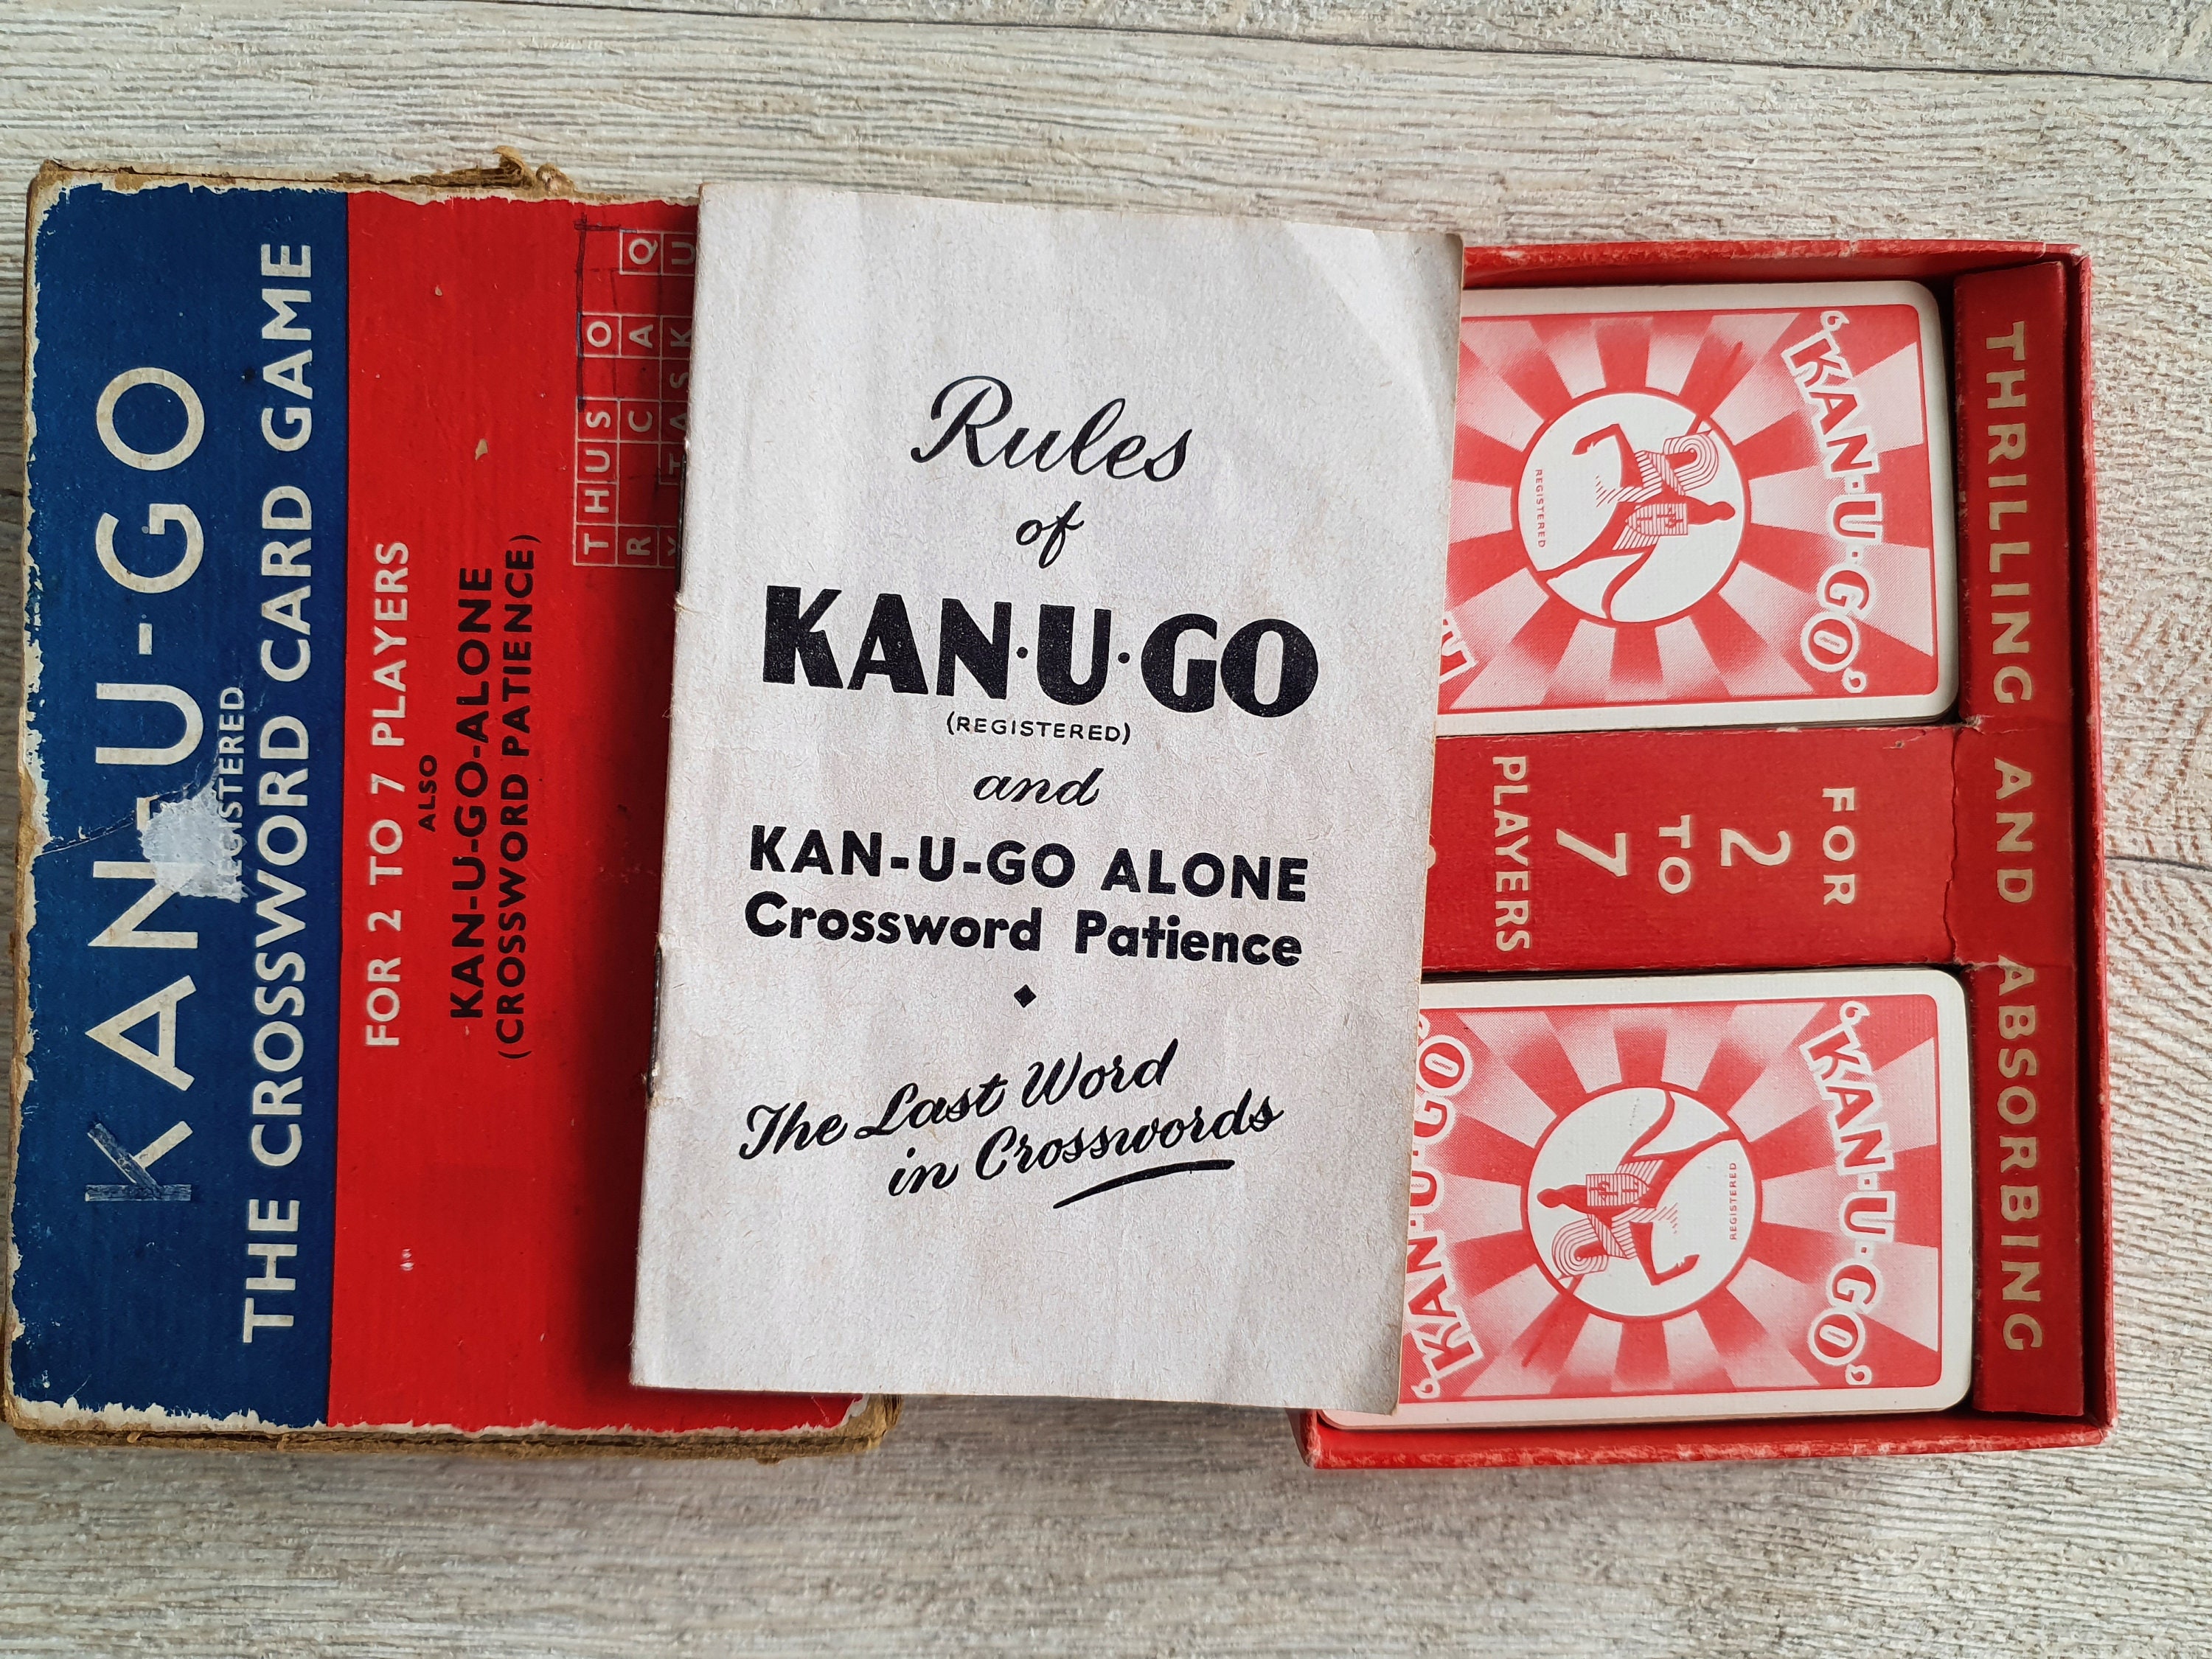 KAN-U-GO
REGISTERED
THE CROSSWORD CARD GAME
FOR 2 TO 7 PLAYERS
ALSO
KAN-U-GO-ALONE
(CROSSWORD PATIENCE)
THUS O
R C A Q
Y TASK U
Rules
of
KAN·U·GO
(REGISTERED)
and
KAN-U-GO ALONE
Crossword Patience
The Last Word
in Crosswords
'KAN·U·GO'
REGISTERED
FOR
2
TO
7
PLAYERS
'KAN·U·GO'
REGISTERED
'KAN·U·GO'
THRILLING AND ABSORBING